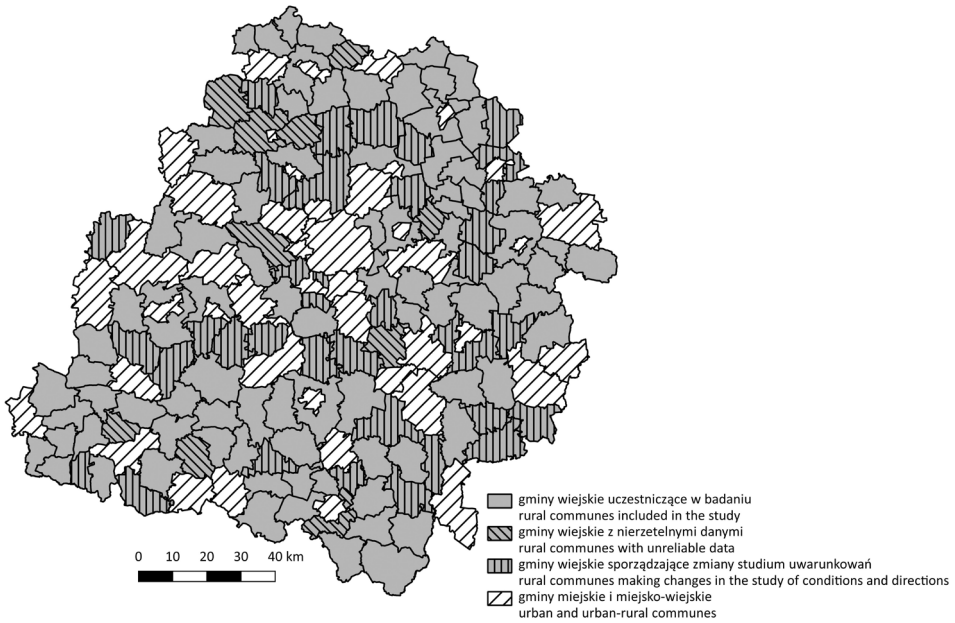 gminy wiejskie uczestniczące w badaniu
rural communes included in the study
gminy wiejskie z nierzetelnymi danymi
rural communes with unreliable data
gminy wiejskie sporządzające zmiany studium uwarunkowań
rural communes making changes in the study of conditions and directions
gminy miejskie i miejsko-wiejskie
urban and urban-rural communes
0 10 20 30 40 km